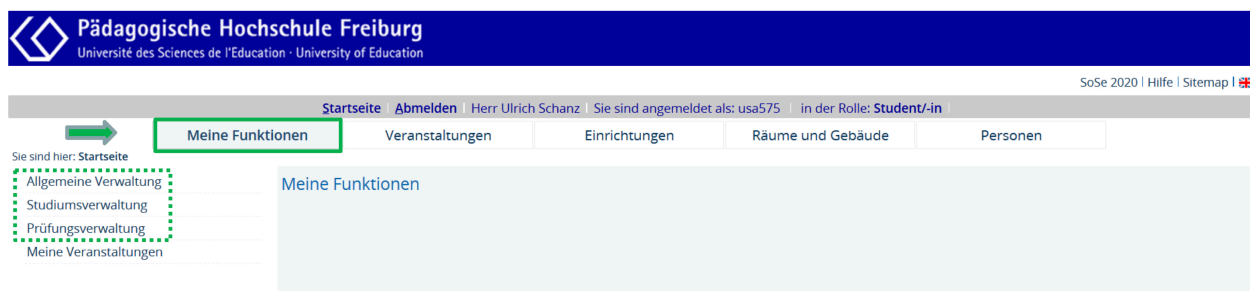 Pädagogische Hochschule Freiburg
Université des Sciences de l'Education · University of Education
SoSe 2020 | Hilfe | Sitemap |
Startseite | Abmelden | Herr Ulrich Schanz | Sie sind angemeldet als: usa575 | in der Rolle: Student/-in |
Meine Funktionen Veranstaltungen Einrichtungen Räume und Gebäude Personen
Sie sind hier: Startseite
Allgemeine Verwaltung
Studiumsverwaltung
Prüfungsverwaltung
Meine Veranstaltungen
Meine Funktionen